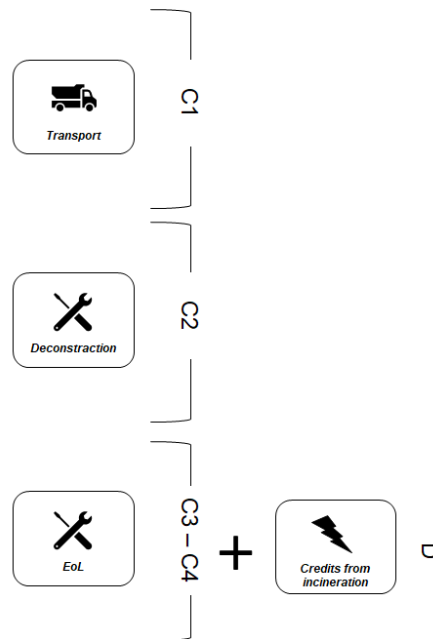 C1
Transport
C2
Deconstraction
C3 – C4
EoL
+
Credits from
incineration
D